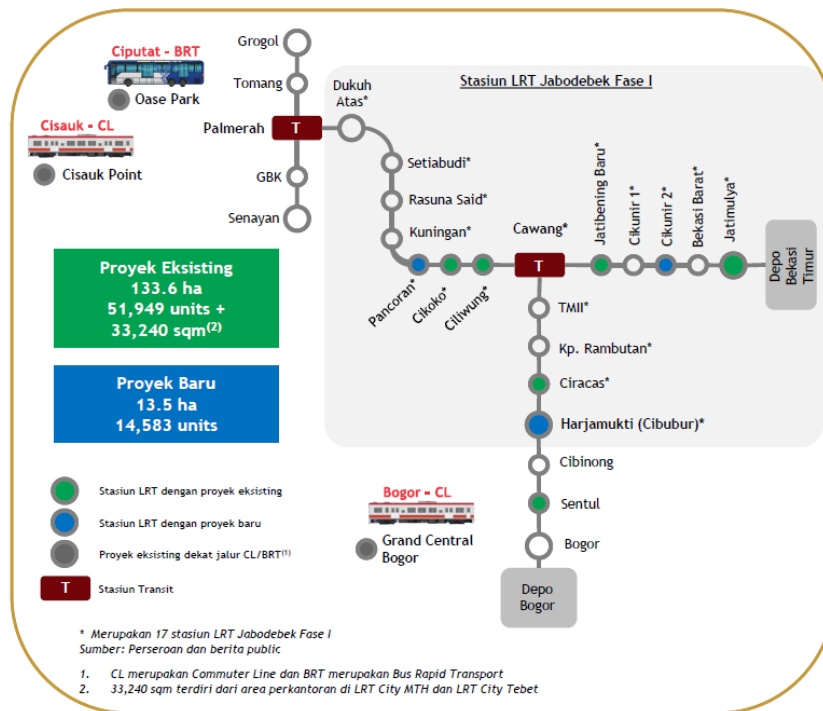 Ciputat - BRT
Oase Park
Cisauk - CL
Cisauk Point
Grogol
Tomang
Palmerah
T
GBK
Senayan
Stasiun LRT Jabodebek Fase I
Dukuh
Atas*
Setiabudi*
Rasuna Said*
Kuningan*
Pancoran*
Cikoko*
Ciliwung*
Cawang*
T
Jatibening Baru*
Cikunir 1*
Cikunir 2*
Bekasi Barat*
Jatimulya*
Depo
Bekasi
Timur
TMII*
Kp. Rambutan*
Ciracas*
Harjamukti (Cibubur)*
Cibinong
Sentul
Bogor
Depo
Bogor
Proyek Eksisting
133.6 ha
51,949 units +
33,240 sqm(2)
Proyek Baru
13.5 ha
14,583 units
Bogor - CL
Grand Central
Bogor
Stasiun LRT dengan proyek eksisting
Stasiun LRT dengan proyek baru
Proyek eksisting dekat jalur CL/BRT(1)
T
Stasiun Transit
* Merupakan 17 stasiun LRT Jabodebek Fase I
Sumber: Perseroan dan berita public
1. CL merupakan Commuter Line dan BRT merupakan Bus Rapid Transport
2. 33,240 sqm terdiri dari area perkantoran di LRT City MTH dan LRT City Tebet